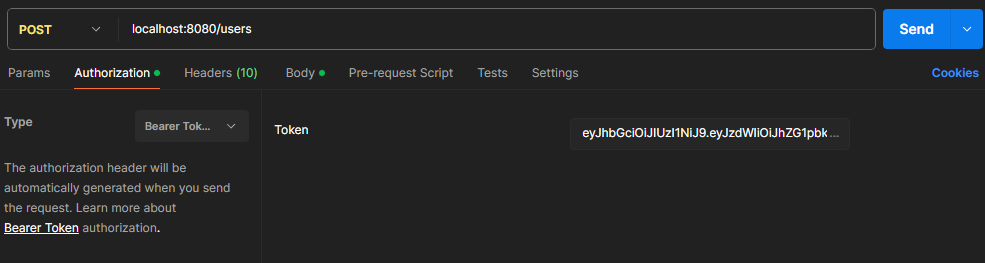 POST localhost:8080/users Send
Params Authorization Headers (10) Body Pre-request Script Tests Settings Cookies
Type Bearer Tok...
Token eyJhbGciOiJIUzI1NiJ9.eyJzdWIiOiJhZG1pbk...
The authorization header will be
automatically generated when you send
the request. Learn more about
Bearer Token authorization.